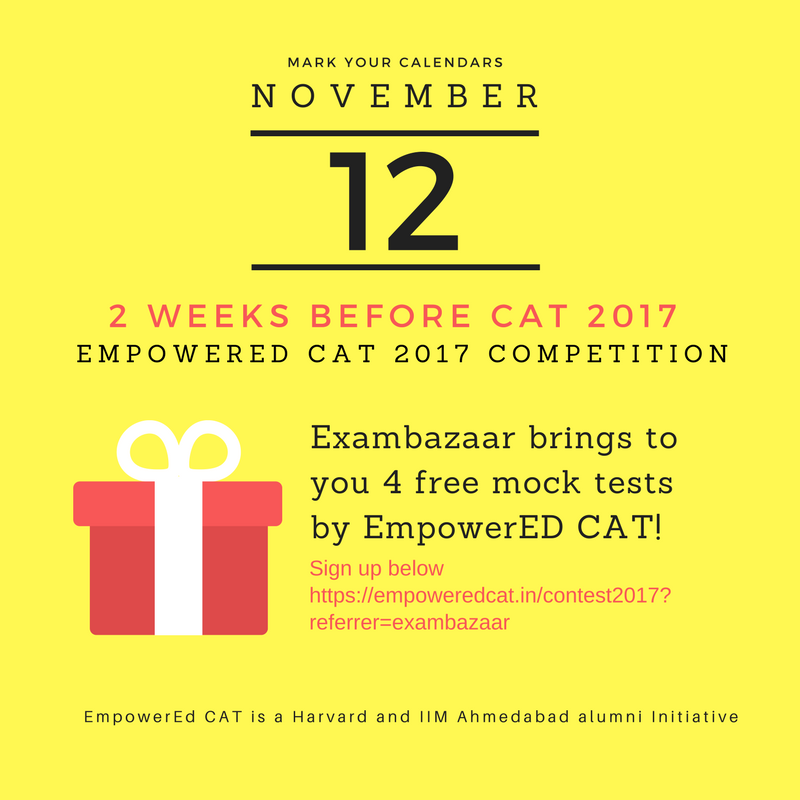 MARK YOUR CALENDARS
NOVEMBER
12
2 WEEKS BEFORE CAT 2017
EMPOWERED CAT 2017 COMPETITION
Exambazaar brings to
you 4 free mock tests
by EmpowerED CAT!
Sign up below
https://empoweredcat.in/contest2017?
referrer=exambazaar
EmpowerEd CAT is a Harvard and IIM Ahmedabad alumni Initiative